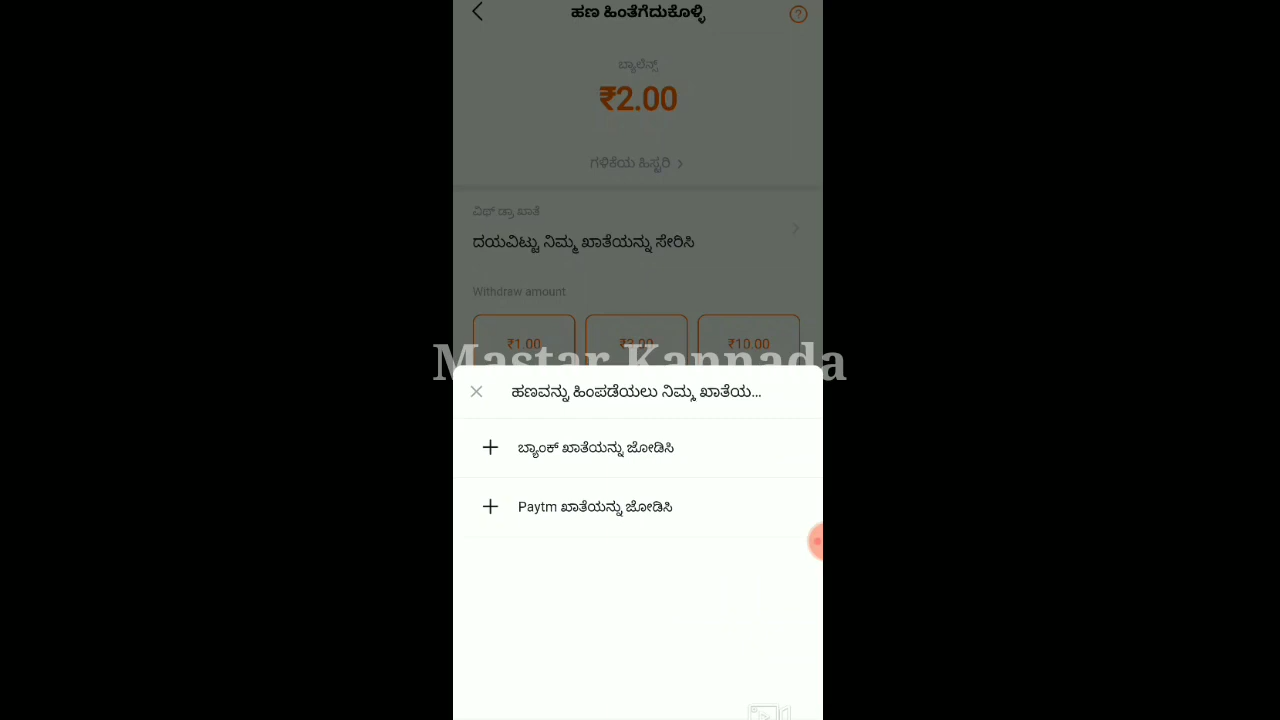 ಹಣ ಹಿಂತೆಗೆದುಕೊಳ್ಳಿ
?
ಬ್ಯಾಲೆನ್ಸ್
₹2.00
ಗಳಿಕೆಯ ಹಿಸ್ಟರಿ
ವಿಥ್ ಡ್ರಾ ಖಾತೆ
ದಯವಿಟ್ಟು ನಿಮ್ಮ ಖಾತೆಯನ್ನು ಸೇರಿಸಿ
Withdraw amount
₹1.00 ₹10.00
Mastar Kannada
ಹಣವನ್ನು ಹಿಂಪಡೆಯಲು ನಿಮ್ಮ ಖಾತೆಯ...
ಬ್ಯಾಂಕ್ ಖಾತೆಯನ್ನು ಜೋಡಿಸಿ
Paytm ಖಾತೆಯನ್ನು ಜೋಡಿಸಿ